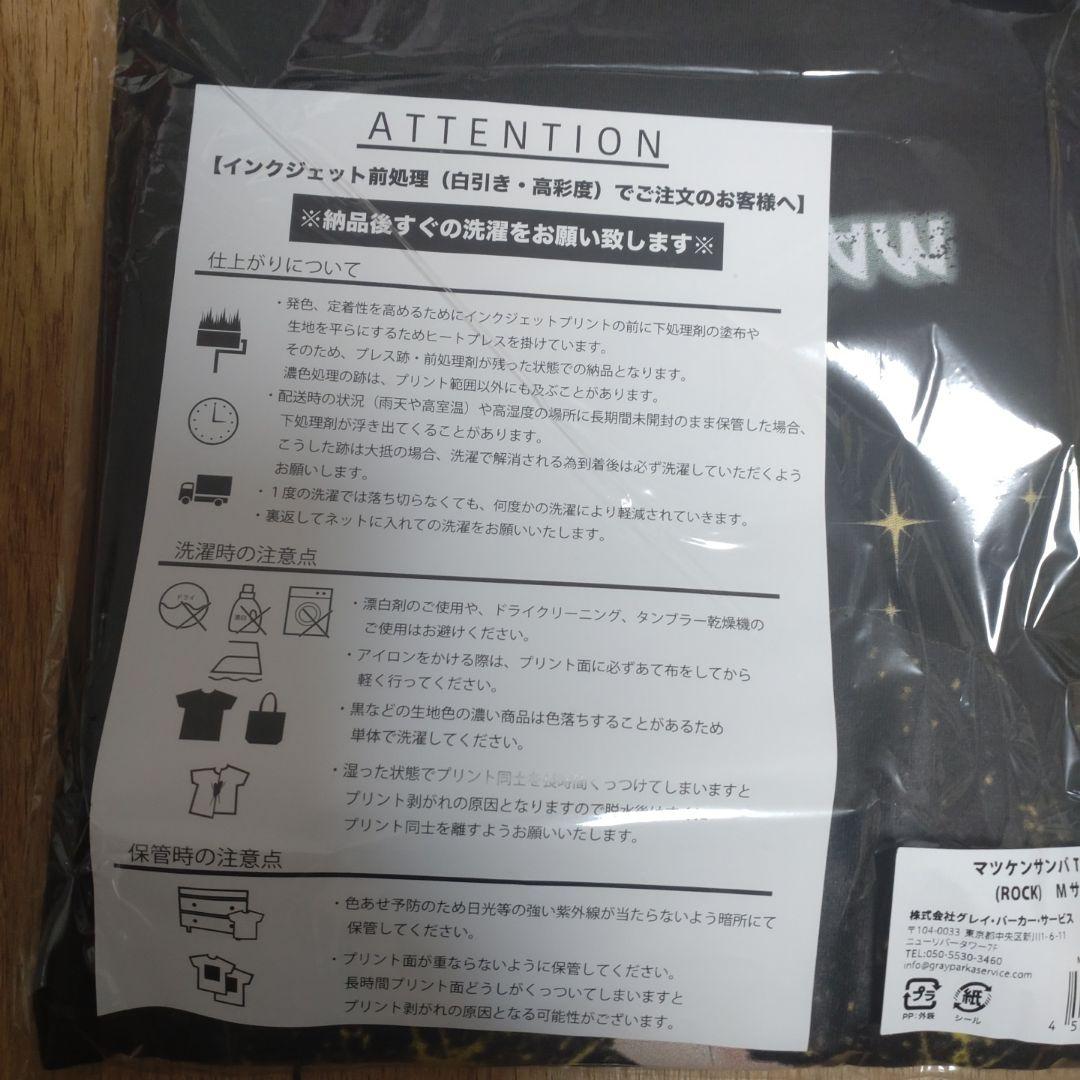 ATTENTION
【インクジェット前処理(白引き・高彩度)でご注文のお客様へ】
※納品後すぐの洗濯をお願い致します※
仕上がりについて
・発色、定着性を高めるためにインクジェットプリントの前に下処理剤の塗布や
生地を平らにするためヒートプレスを掛けています。
そのため、プレス跡・前処理剤が残った状態での納品となります。
濃色処理の跡は、プリント範囲以外にも及ぶことがあります。
・配送時の状況(雨天や高室温)や高湿度の場所に長期間未開封のまま保管した場合、
下処理剤が浮き出てくることがあります。
こうした跡は大抵の場合、洗濯で解消される為到着後は必ず洗濯していただくよう
お願いします。
・1度の洗濯では落ち切らなくても、何度かの洗濯により軽減されていきます。
・裏返してネットに入れての洗濯をお願いいたします。
洗濯時の注意点
ドライ
漂白
・漂白剤のご使用や、ドライクリーニング、タンブラー乾燥機の
ご使用はお避けください。
・アイロンをかける際は、プリント面に必ずあて布をしてから
軽く行ってください。
・黒などの生地色の濃い商品は色落ちすることがあるため
単体で洗濯してください。
・湿った状態でプリント同士を長時間くっつけてしまいますと
プリント剥がれの原因となりますので脱水後は
プリント同士を離すようお願いいたします。
保管時の注意点
・色あせ予防のため日光等の強い紫外線が当たらないよう暗所にて
保管してください。
・プリント面が重ならないように保管してください。
長時間プリント面どうしがくっついてしまいますと
プリント剥がれの原因となる可能性がございます。
マツケンサンバ T
(ROCK) M サ
株式会社グレイ・パーカー・サービス
〒104-0033 東京都中央区新川1-6-11
ニューリバータワー7F
TEL:050-5530-3460
info@grayparkaservice.com
プラ
紙
PP:外袋
シール
4 5